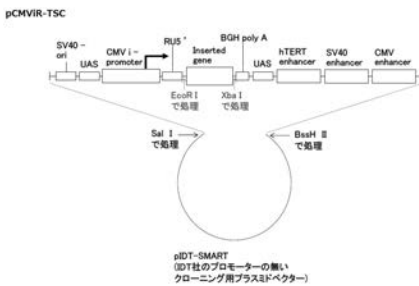 pCMViR-TSC
SV40 -
ori
UAS
CMV i -
promoter
RU5'
Inserted
gene
BGH poly A
UAS
hTERT
enhancer
SV40
enhancer
CMV
enhancer
EcoR I
で処理
Xba I
で処理
Sal I
で処理
BssH II
で処理
pIDT-SMART
(IDT社のプロモーターの無い
クローニング用プラスミドベクター)